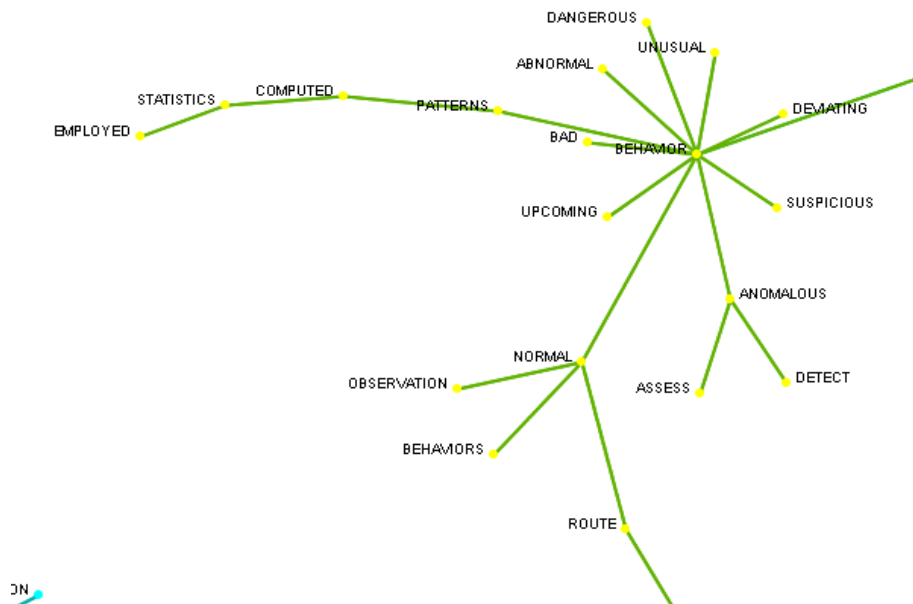 DANGEROUS
UNUSUAL
ABNORMAL
COMPUTED
STATISTICS
PATTERNS
DEVIATING
EMPLOYED
BAD
BEHAVIOR
UPCOMING
SUSPICIOUS
ANOMALOUS
NORMAL
OBSERVATION
ASSESS
DETECT
BEHAVIORS
ROUTE
ON